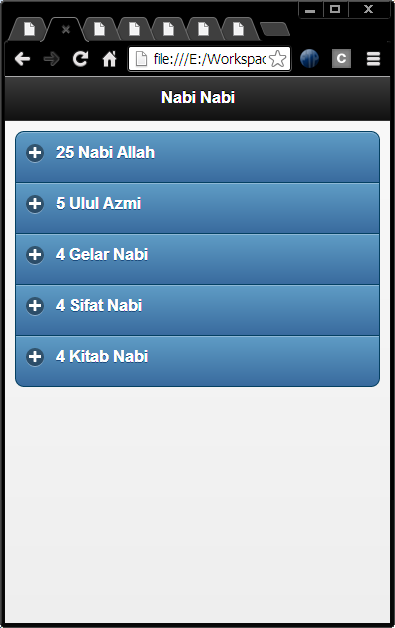 file:///E:/Workspac
C
Nabi Nabi
25 Nabi Allah
5 Ulul Azmi
4 Gelar Nabi
4 Sifat Nabi
4 Kitab Nabi